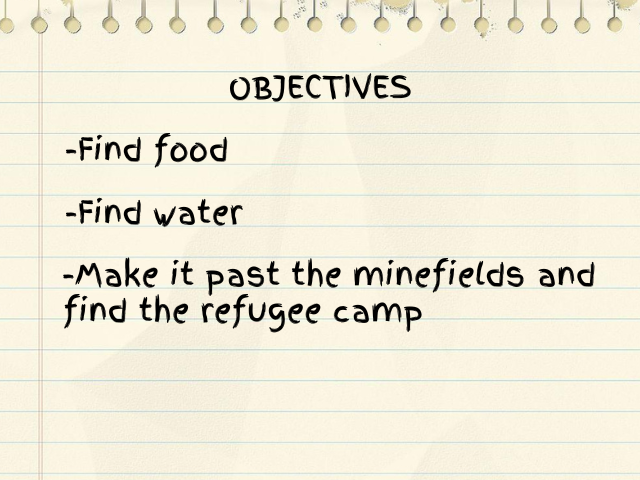 OBJECTIVES
-Find food
-Find water
-Make it past the minefields and
find the refugee camp